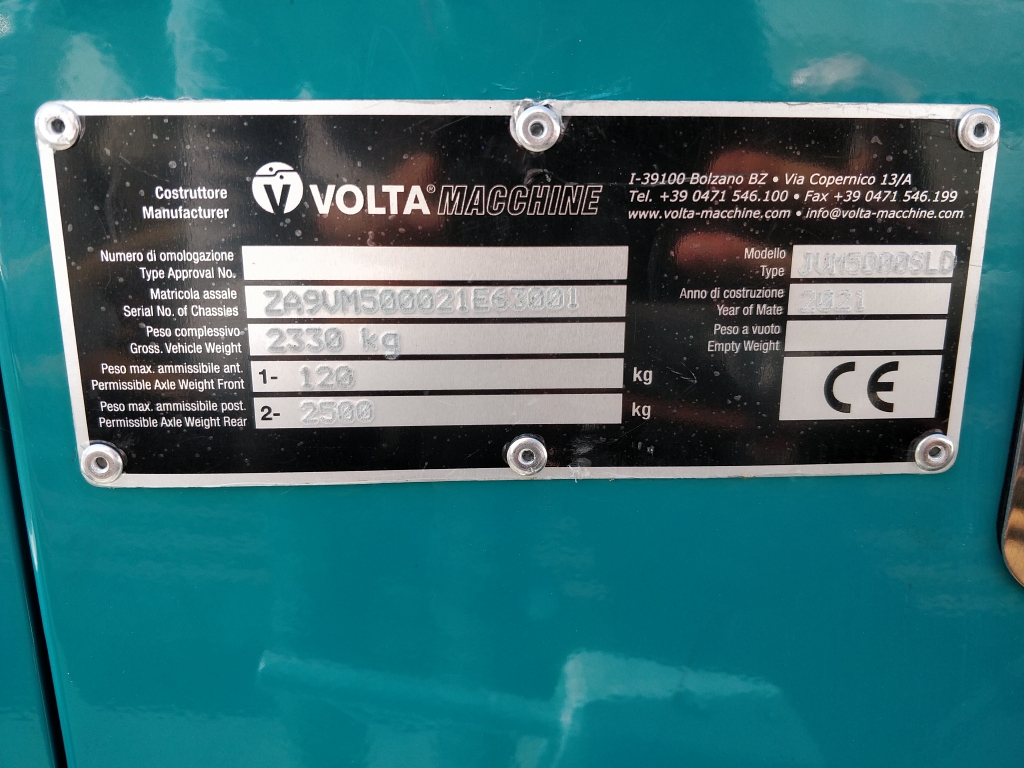 Costruttore
Manufacturer
VOLTA® MACCHINE
I-39100 Bolzano BZ • Via Copernico 13/A
Tel. +39 0471 546.100 • Fax +39 0471 546.199
www.volta-macchine.com • info@volta-macchine.com
Numero di omologazione
Type Approval No.
Matricola assale
Serial No. of Chassies
ZA9VM500021E63001
Peso complessivo
Gross. Vehicle Weight
2330 kg
Peso max. ammissibile ant.
Permissible Axle Weight Front
1- 120 kg
Peso max. ammissibile post.
Permissible Axle Weight Rear
2- 2500 kg
Modello
Type
Anno di costruzione
Year of Mate
2021
Peso a vuoto
Empty Weight
CE